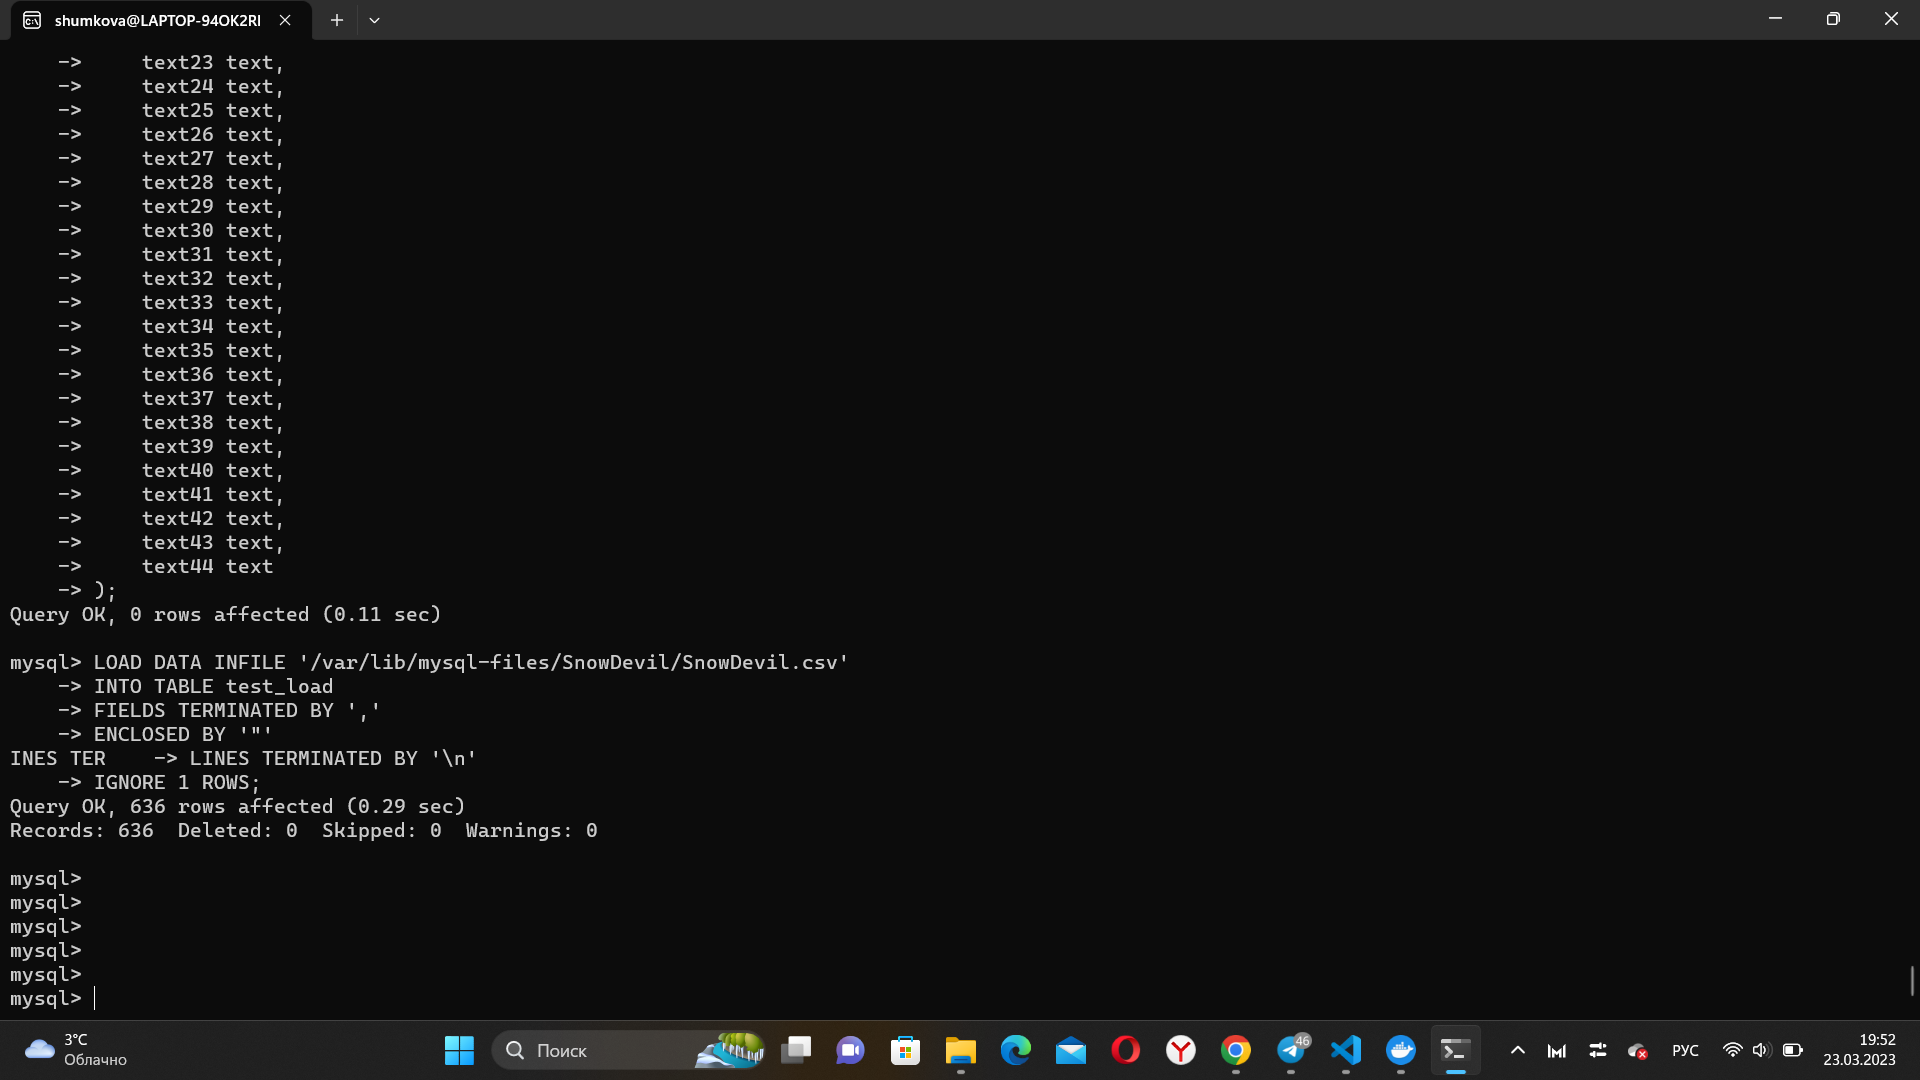 shumkova@LAPTOP-94OK2RI
->     text23 text,
->     text24 text,
->     text25 text,
->     text26 text,
->     text27 text,
->     text28 text,
->     text29 text,
->     text30 text,
->     text31 text,
->     text32 text,
->     text33 text,
->     text34 text,
->     text35 text,
->     text36 text,
->     text37 text,
->     text38 text,
->     text39 text,
->     text40 text,
->     text41 text,
->     text42 text,
->     text43 text,
->     text44 text
-> );
Query OK, 0 rows affected (0.11 sec)
mysql> LOAD DATA INFILE '/var/lib/mysql-files/SnowDevil/SnowDevil.csv'
-> INTO TABLE test_load
-> FIELDS TERMINATED BY ','
-> ENCLOSED BY '"'
INES TER    -> LINES TERMINATED BY '\n'
-> IGNORE 1 ROWS;
Query OK, 636 rows affected (0.29 sec)
Records: 636  Deleted: 0  Skipped: 0  Warnings: 0
mysql>
mysql>
mysql>
mysql>
mysql>
mysql>
3°C
Облачно
Поиск
46
РУС
19:52
23.03.2023